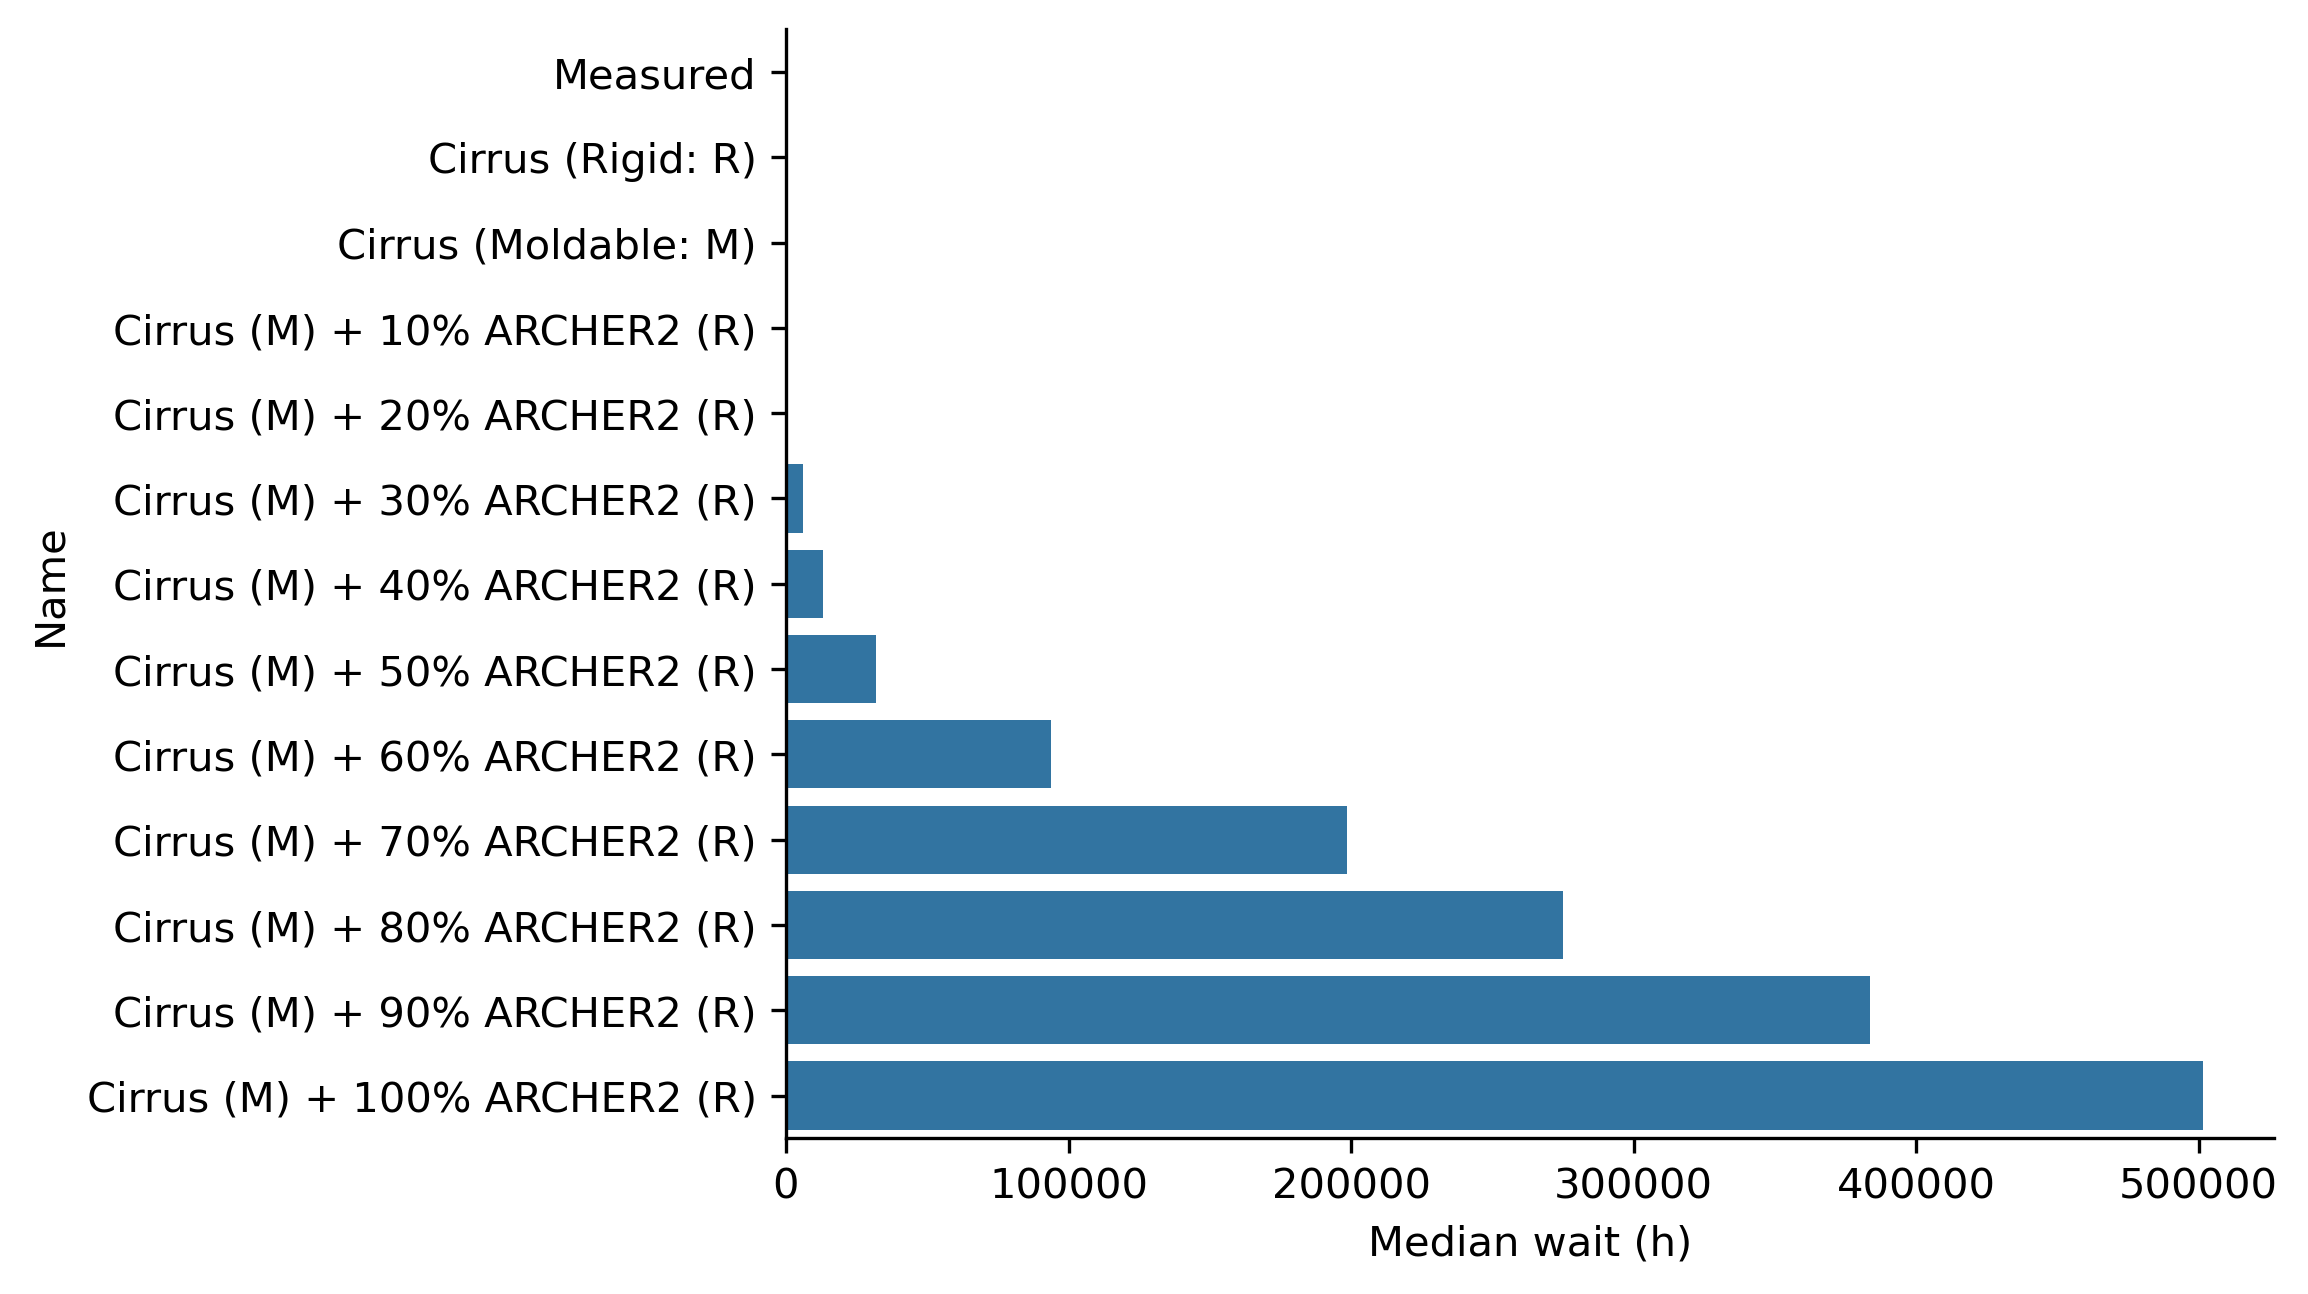 Measured
Cirrus (Rigid: R)
Cirrus (Moldable: M)
Cirrus (M) + 10% ARCHER2 (R)
Cirrus (M) + 20% ARCHER2 (R)
Cirrus (M) + 30% ARCHER2 (R)
Cirrus (M) + 40% ARCHER2 (R)
Cirrus (M) + 50% ARCHER2 (R)
Cirrus (M) + 60% ARCHER2 (R)
Cirrus (M) + 70% ARCHER2 (R)
Cirrus (M) + 80% ARCHER2 (R)
Cirrus (M) + 90% ARCHER2 (R)
Cirrus (M) + 100% ARCHER2 (R)
Name
0 100000 200000 300000 400000 500000
Median wait (h)